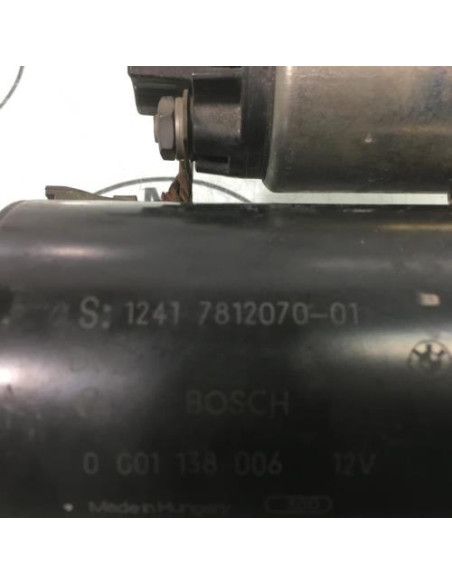 S: 1241 7812070-01
BOSCH
0 001 138 006 12V
Made in Hungary